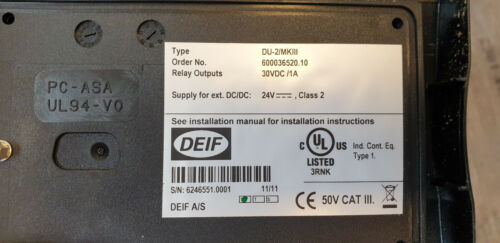 PC-ASA
UL94-VO
Type DU-2/MKIII
Order No. 600036520.10
Relay Outputs 30VDC /1A
Supply for ext. DC/DC: 24V⎓, Class 2
See installation manual for installation instructions
DEIF
C UL US
LISTED
3RNK
Ind. Cont. Eq.
Type 1.
S/N: 6246551.0001 11/11
DEIF A/S
CE 50V CAT III.